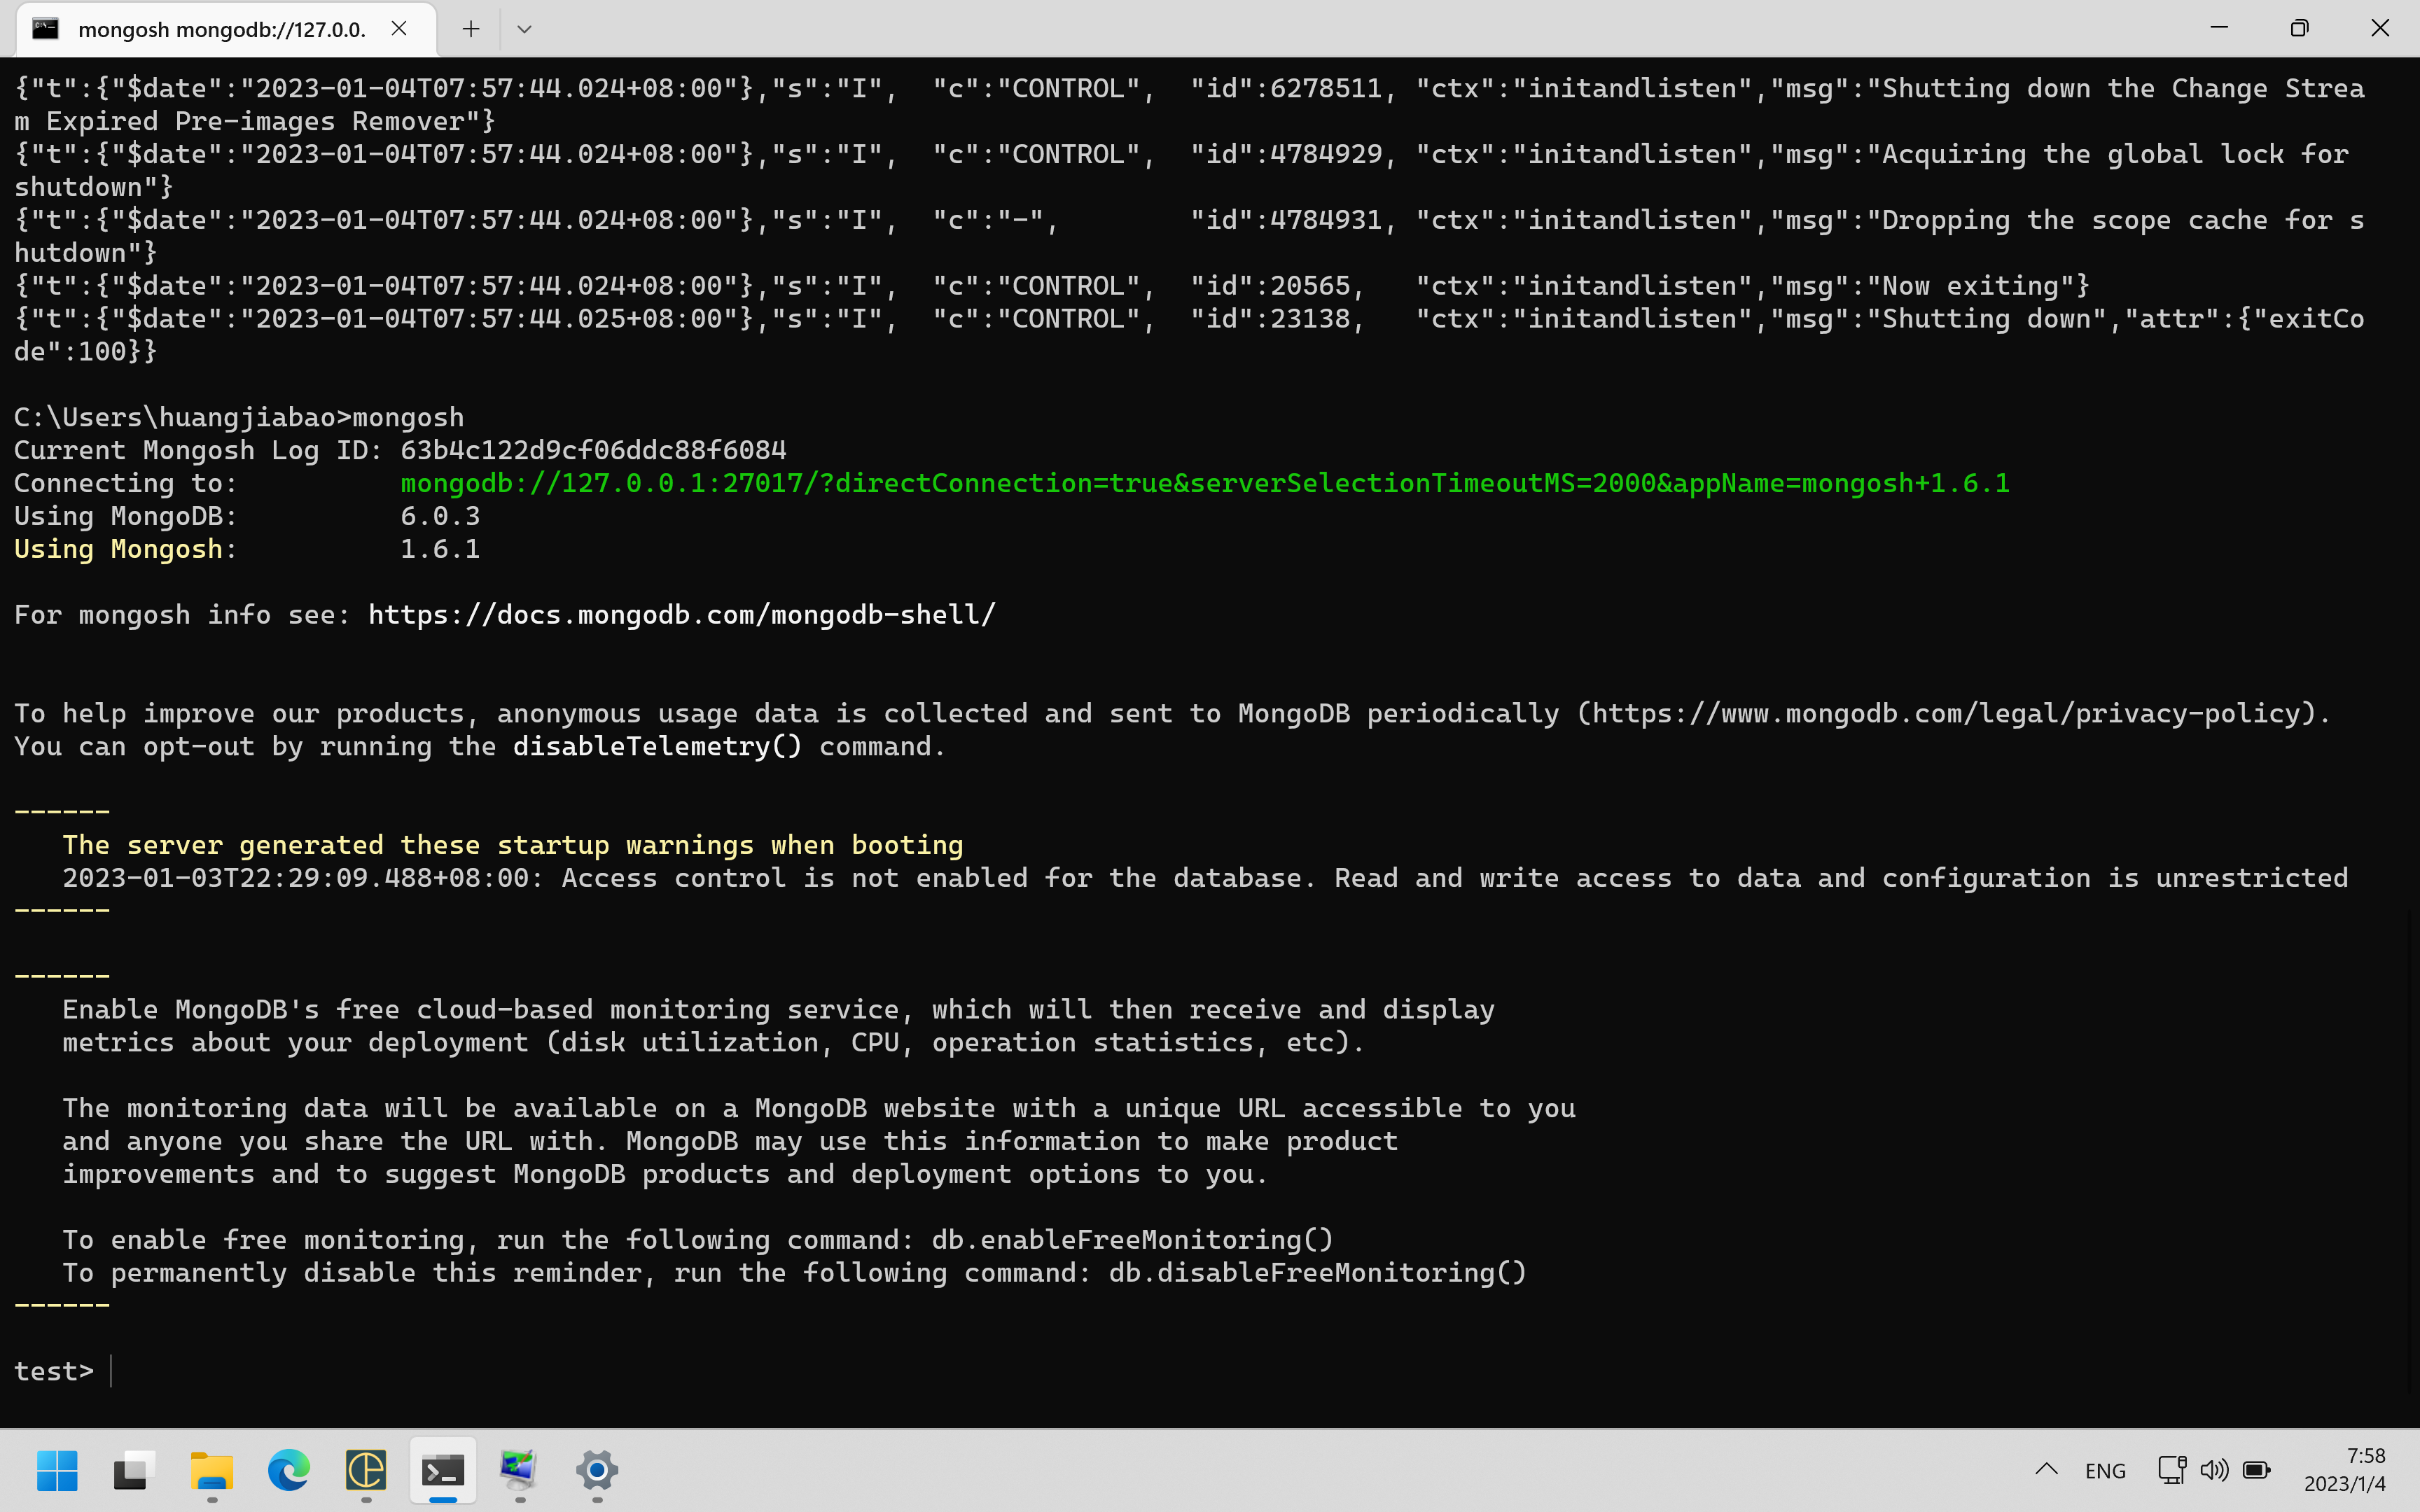 mongosh mongodb://127.0.0.
{"t":{"$date":"2023-01-04T07:57:44.024+08:00"},"s":"I",  "c":"CONTROL",  "id":6278511, "ctx":"initandlisten","msg":"Shutting down the Change Strea
m Expired Pre-images Remover"}
{"t":{"$date":"2023-01-04T07:57:44.024+08:00"},"s":"I",  "c":"CONTROL",  "id":4784929, "ctx":"initandlisten","msg":"Acquiring the global lock for
shutdown"}
{"t":{"$date":"2023-01-04T07:57:44.024+08:00"},"s":"I",  "c":"-",        "id":4784931, "ctx":"initandlisten","msg":"Dropping the scope cache for s
hutdown"}
{"t":{"$date":"2023-01-04T07:57:44.024+08:00"},"s":"I",  "c":"CONTROL",  "id":20565,   "ctx":"initandlisten","msg":"Now exiting"}
{"t":{"$date":"2023-01-04T07:57:44.025+08:00"},"s":"I",  "c":"CONTROL",  "id":23138,   "ctx":"initandlisten","msg":"Shutting down","attr":{"exitCo
de":100}}
C:\Users\huangjiabao>mongosh
Current Mongosh Log ID: 63b4c122d9cf06ddc88f6084
Connecting to:          mongodb://127.0.0.1:27017/?directConnection=true&serverSelectionTimeoutMS=2000&appName=mongosh+1.6.1
Using MongoDB:          6.0.3
Using Mongosh:          1.6.1
For mongosh info see: https://docs.mongodb.com/mongodb-shell/
To help improve our products, anonymous usage data is collected and sent to MongoDB periodically (https://www.mongodb.com/legal/privacy-policy).
You can opt-out by running the disableTelemetry() command.
------
The server generated these startup warnings when booting
2023-01-03T22:29:09.488+08:00: Access control is not enabled for the database. Read and write access to data and configuration is unrestricted
------
------
Enable MongoDB's free cloud-based monitoring service, which will then receive and display
metrics about your deployment (disk utilization, CPU, operation statistics, etc).
The monitoring data will be available on a MongoDB website with a unique URL accessible to you
and anyone you share the URL with. MongoDB may use this information to make product
improvements and to suggest MongoDB products and deployment options to you.
To enable free monitoring, run the following command: db.enableFreeMonitoring()
To permanently disable this reminder, run the following command: db.disableFreeMonitoring()
------
test>
ENG
7:58
2023/1/4